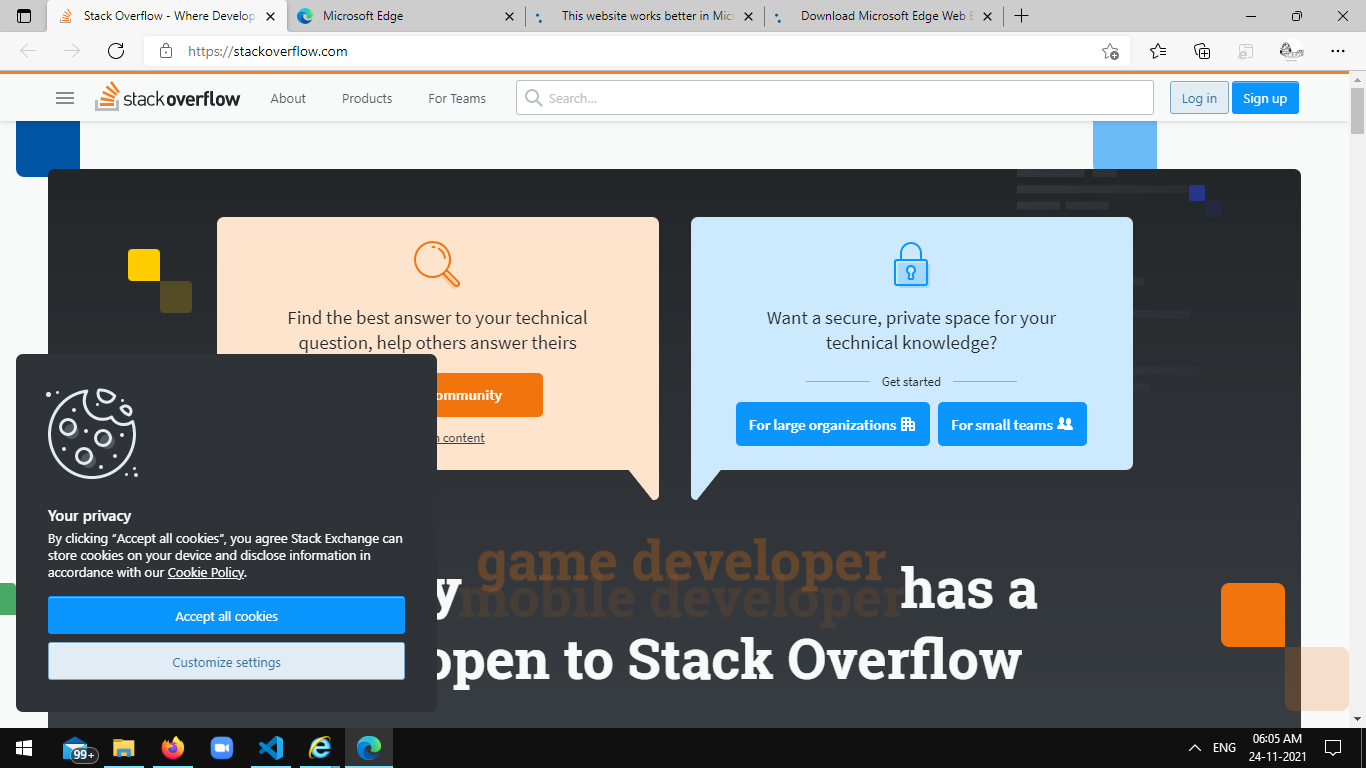 Stack Overflow - Where Develop
Microsoft Edge
This website works better in Mic
Download Microsoft Edge Web
https://stackoverflow.com
stackoverflow
About
Products
For Teams
Search...
Log in
Sign up
Find the best answer to your technical
question, help others answer theirs
ommunity
content
Want a secure, private space for your
technical knowledge?
Get started
For large organizations
For small teams
Your privacy
By clicking “Accept all cookies”, you agree Stack Exchange can
store cookies on your device and disclose information in
accordance with our Cookie Policy.
Accept all cookies
Customize settings
game developer
y
mobile developer
has a
open to Stack Overflow
99+
ENG
06:05 AM
24-11-2021